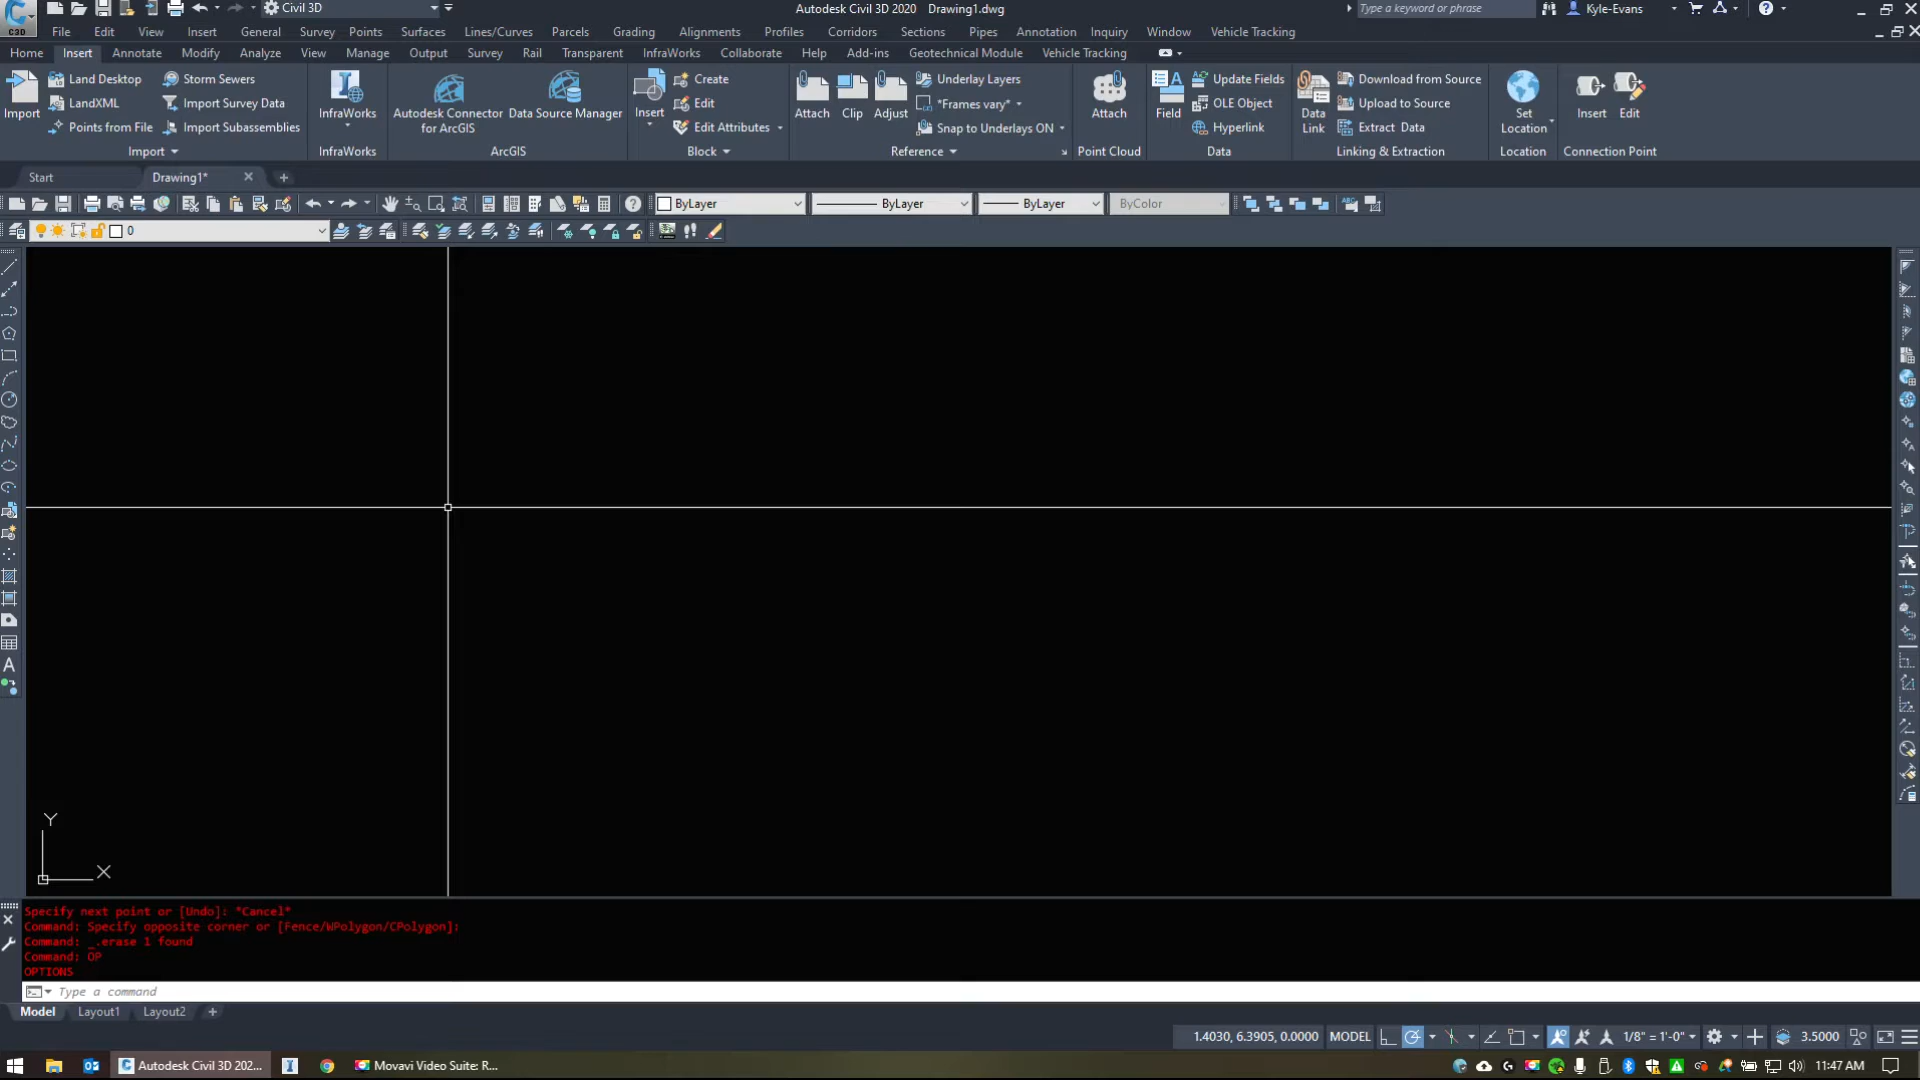 Civil 3D
Autodesk Civil 3D 2020 Drawing1.dwg
Type a keyword or phrase
Kyle-Evans
C3D
File Edit View Insert General Survey Points Surfaces Lines/Curves Parcels Grading Alignments Profiles Corridors Sections Pipes Annotation Inquiry Window Vehicle Tracking
Home Insert Annotate Modify Analyze View Manage Output Survey Rail Transparent InfraWorks Collaborate Help Add-ins Geotechnical Module Vehicle Tracking
Land Desktop Storm Sewers Create Underlay Layers Update Fields Download from Source
LandXML Import Survey Data Edit *Frames vary* OLE Object Upload to Source
Import InfraWorks Autodesk Connector for ArcGIS Data Source Manager Insert Attach Clip Adjust Attach Field Data Link Set Location Insert Edit
Points from File Import Subassemblies Edit Attributes Snap to Underlays ON Hyperlink Extract Data
Import InfraWorks ArcGIS Block Reference Point Cloud Data Linking & Extraction Location Connection Point
Start Drawing1*
ByLayer ByLayer ByLayer ByColor
0
Y
X
Specify next point or [Undo]: *Cancel*
Command: Specify opposite corner or [Fence/WPolygon/CPolygon]:
Command: _.erase 1 found
Command: OP
OPTIONS
Type a command
Model Layout1 Layout2
1.4030, 6.3905, 0.0000 MODEL 1/8" = 1'-0" 3.5000
Autodesk Civil 3D 202... Movavi Video Suite: R... 11:47 AM